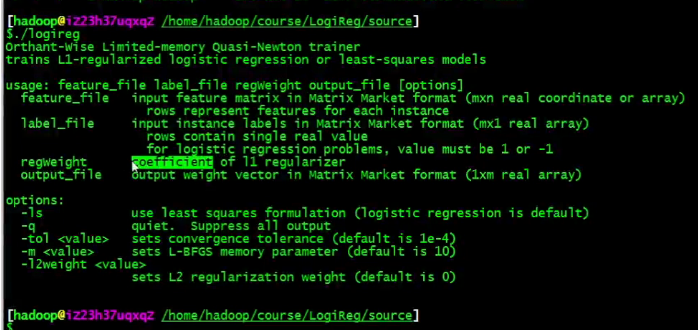 [hadoop@iZ23h37uqxqZ /home/hadoop/course/LogiReg/source]
$./logireg
Orthant-Wise Limited-memory Quasi-Newton trainer
trains L1-regularized logistic regression or least-squares models
usage: feature_file label_file regWeight output_file [options]
feature_file input feature matrix in Matrix Market format (mxn real coordinate or array)
rows represent features for each instance
label_file input instance labels in Matrix Market format (mx1 real array)
rows contain single real value
for logistic regression problems, value must be 1 or -1
regWeight coefficient of l1 regularizer
output_file output weight vector in Matrix Market format (1xm real array)
options:
-ls use least squares formulation (logistic regression is default)
-q quiet. Suppress all output
-tol <value> sets convergence tolerance (default is 1e-4)
-m <value> sets L-BFGS memory parameter (default is 10)
-l2weight <value>
sets L2 regularization weight (default is 0)
[hadoop@iZ23h37uqxqZ /home/hadoop/course/LogiReg/source]
$